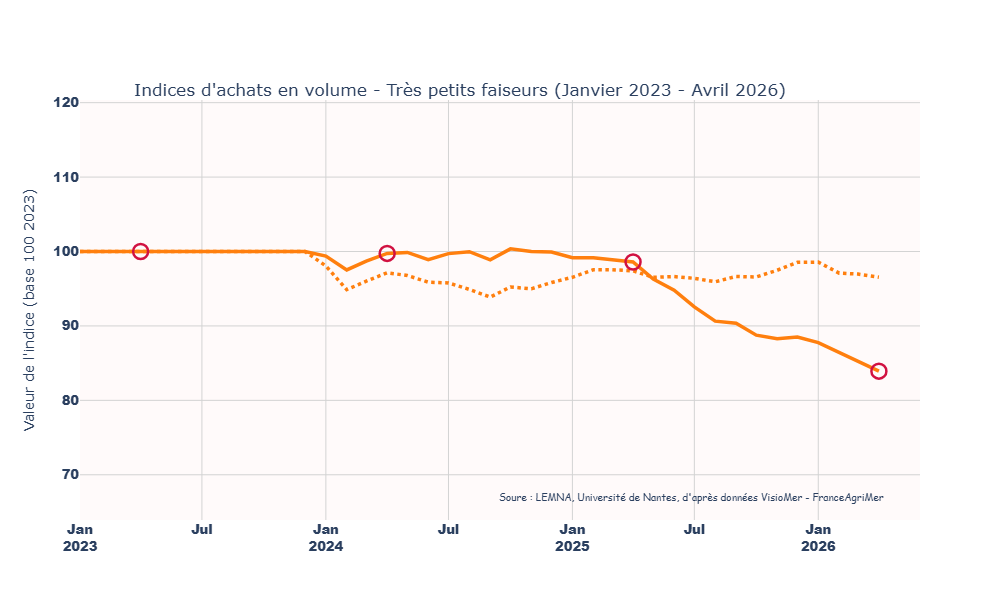 Indices d'achats en volume - Très petits faiseurs (Janvier 2023 - Avril 2026)
Valeur de l'indice (base 100 2023)
120
110
100
90
80
70
Soure : LEMNA, Université de Nantes, d'après données VisioMer - FranceAgriMer
Jan Jul Jan Jul Jan Jul Jan
2023 2024 2025 2026